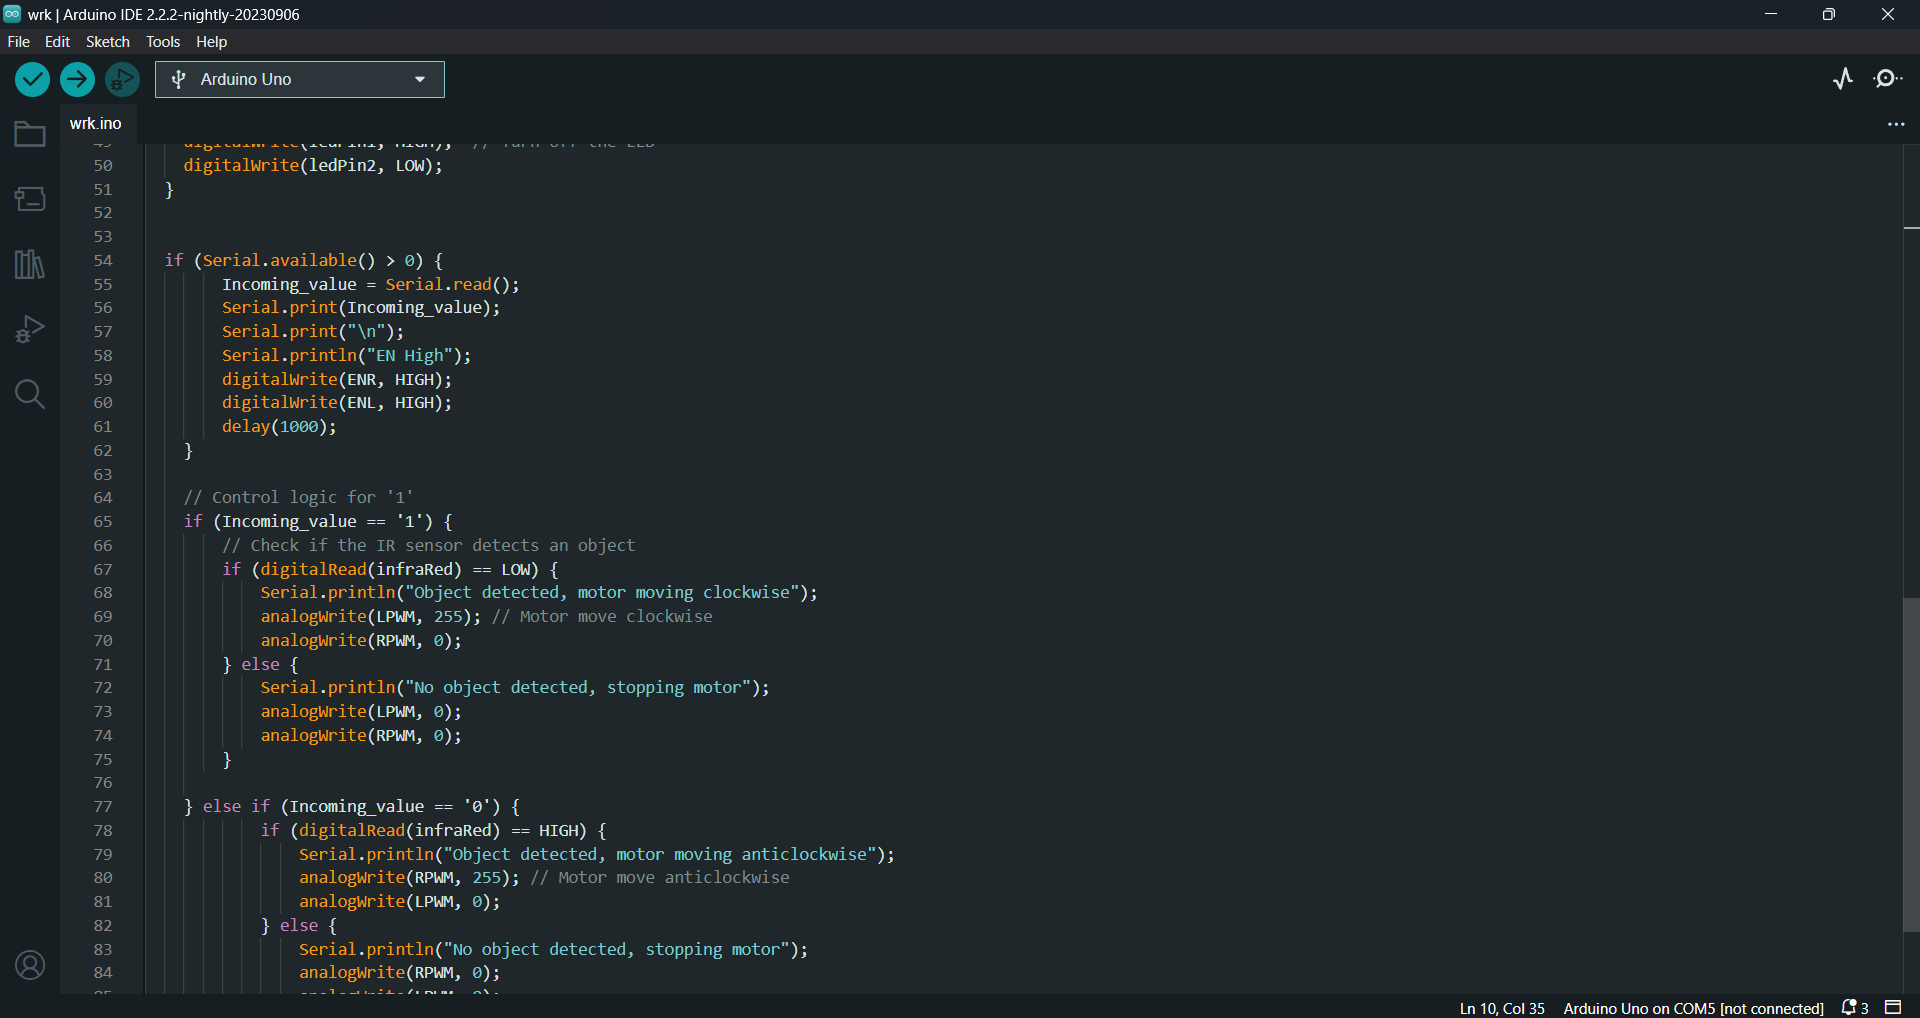 wrk | Arduino IDE 2.2.2-nightly-20230906
File Edit Sketch Tools Help
Arduino Uno
wrk.ino
50 digitalWrite(ledPin2, LOW);
51 }
52
53
54 if (Serial.available() > 0) {
55 Incoming_value = Serial.read();
56 Serial.print(Incoming_value);
57 Serial.print("\n");
58 Serial.println("EN High");
59 digitalWrite(ENR, HIGH);
60 digitalWrite(ENL, HIGH);
61 delay(1000);
62 }
63
64 // Control logic for '1'
65 if (Incoming_value == '1') {
66 // Check if the IR sensor detects an object
67 if (digitalRead(infraRed) == LOW) {
68 Serial.println("Object detected, motor moving clockwise");
69 analogWrite(LPWM, 255); // Motor move clockwise
70 analogWrite(RPWM, 0);
71 } else {
72 Serial.println("No object detected, stopping motor");
73 analogWrite(LPWM, 0);
74 analogWrite(RPWM, 0);
75 }
76
77 } else if (Incoming_value == '0') {
78 if (digitalRead(infraRed) == HIGH) {
79 Serial.println("Object detected, motor moving anticlockwise");
80 analogWrite(RPWM, 255); // Motor move anticlockwise
81 analogWrite(LPWM, 0);
82 } else {
83 Serial.println("No object detected, stopping motor");
84 analogWrite(RPWM, 0);
Ln 10, Col 35 Arduino Uno on COM5 [not connected] 3